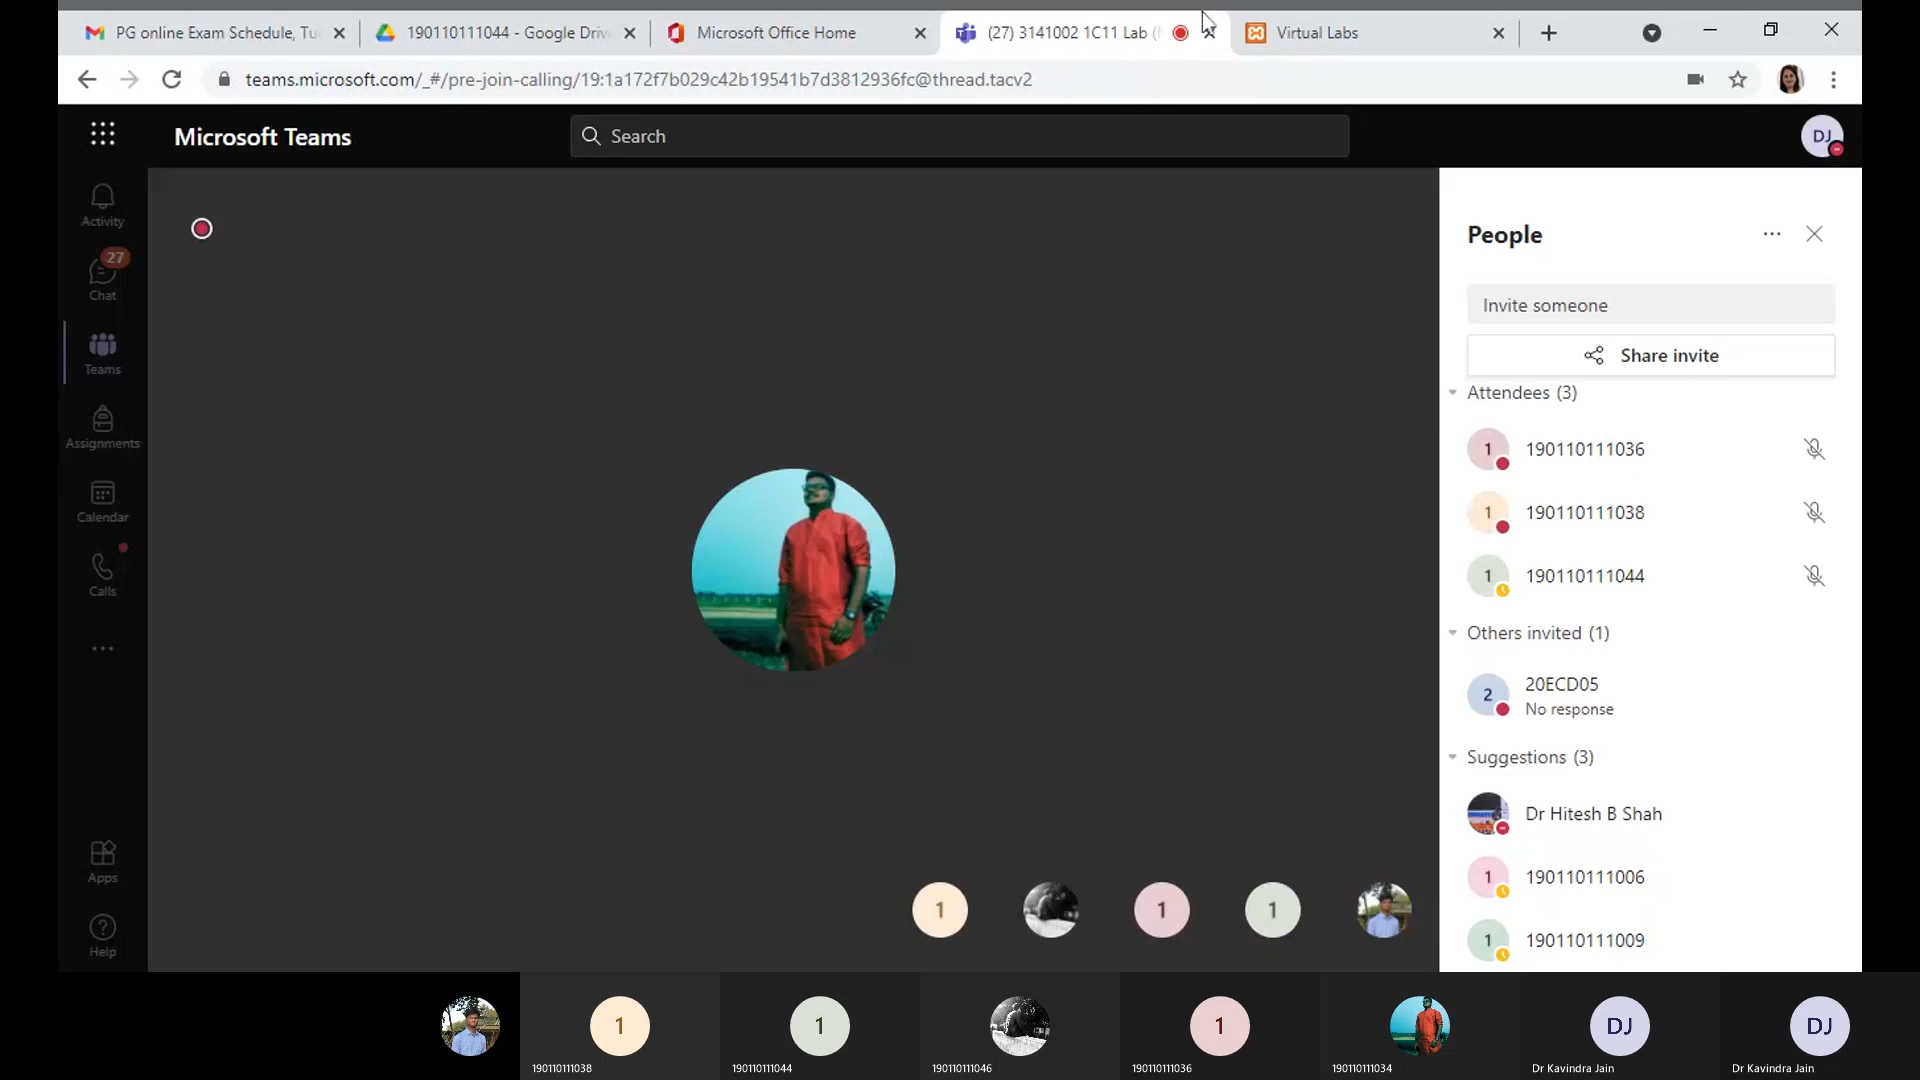 PG online Exam Schedule, Tu
190110111044 - Google Driv
Microsoft Office Home
(27) 3141002 1C11 Lab (
Virtual Labs
teams.microsoft.com/_#/pre-join-calling/19:1a172f7b029c42b19541b7d3812936fc@thread.tacv2
Microsoft Teams
Search
DJ
Activity
27
Chat
Teams
Assignments
Calendar
Calls
Apps
Help
People
Invite someone
Share invite
Attendees (3)
1 190110111036
1 190110111038
1 190110111044
Others invited (1)
2 20ECD05
No response
Suggestions (3)
Dr Hitesh B Shah
1 190110111006
1 190110111009
1 1 1
1 1 1 DJ DJ
190110111038
190110111044
190110111046
190110111036
190110111034
Dr Kavindra Jain
Dr Kavindra Jain